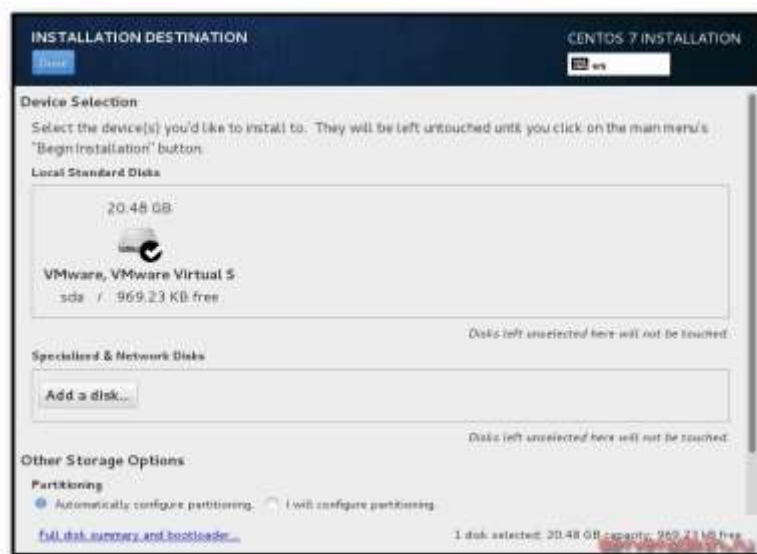 INSTALLATION DESTINATION
CENTOS 7 INSTALLATION
Done
us
Device Selection
Select the device(s) you'd like to install to. They will be left untouched until you click on the main menu's
"Begin Installation" button.
Local Standard Disks
20.48 GB
VMware, VMware Virtual S
sda / 969.23 KB free
Disks left unselected here will not be touched.
Specialized & Network Disks
Add a disk...
Disks left unselected here will not be touched.
Other Storage Options
Partitioning
Automatically configure partitioning. I will configure partitioning.
Full disk summary and bootloader...
1 disk selected; 20.48 GB capacity; 969.23 kB free
serveradmin.ru